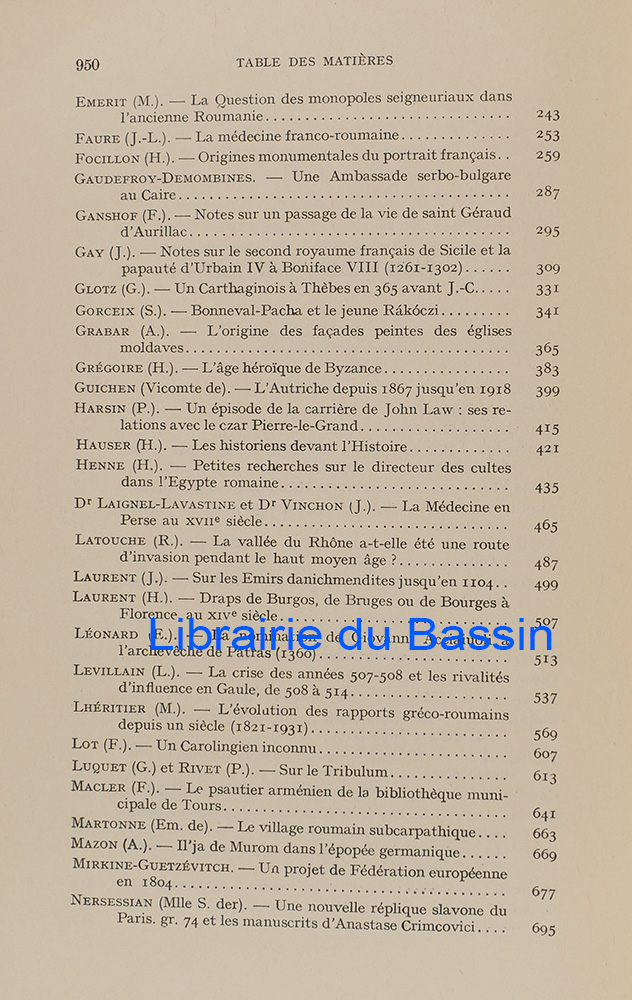 950 TABLE DES MATIÈRES
EMERIT (M.). — La Question des monopoles seigneuriaux dans
l'ancienne Roumanie.............................. 243
FAURE (J.-L.). — La médecine franco-roumaine............. 253
FOCILLON (H.). — Origines monumentales du portrait français.. 259
GAUDEFROY-DEMOMBINES. — Une Ambassade serbo-bulgare
au Caire.......................................... 287
GANSHOF (F.). — Notes sur un passage de la vie de saint Géraud
d'Aurillac........................................ 295
GAY (J.). — Notes sur le second royaume français de Sicile et la
papauté d'Urbain IV à Boniface VIII (1261-1302)...... 309
GLOTZ (G.). — Un Carthaginois à Thèbes en 365 avant J.-C..... 331
GORCEIX (S.). — Bonneval-Pacha et le jeune Rákóczi......... 341
GRABAR (A.). — L'origine des façades peintes des églises
moldaves.......................................... 365
GRÉGOIRE (H.). — L'âge héroïque de Byzance................ 383
GUICHEN (Vicomte de). — L'Autriche depuis 1867 jusqu'en 1918 399
HARSIN (P.). — Un épisode de la carrière de John Law : ses re-
lations avec le czar Pierre-le-Grand................... 415
HAUSER (H.). — Les historiens devant l'Histoire............. 421
HENNE (H.). — Petites recherches sur le directeur des cultes
dans l'Egypte romaine.............................. 435
Dr LAIGNEL-LAVASTINE et Dr VINCHON (J.). — La Médecine en
Perse au XVIIe siècle................................ 465
LATOUCHE (R.). — La vallée du Rhône a-t-elle été une route
d'invasion pendant le haut moyen âge ?.............. 487
LAURENT (J.). — Sur les Emirs danichmendites jusqu'en 1104.. 499
LAURENT (H.). — Draps de Burgos, de Bruges ou de Bourges à
Florence au XIVe siècle.............................. 507
LÉONARD (E.). — La nomination de Giovanni Acciaiuoli à
l'archevêché de Patras (1360)......................... 513
Librairie du Bassin
LEVILLAIN (L.). — La crise des années 507-508 et les rivalités
d'influence en Gaule, de 508 à 514.................... 537
LHÉRITIER (M.). — L'évolution des rapports gréco-roumains
depuis un siècle (1821-1931).......................... 569
LOT (F.). — Un Carolingien inconnu........................ 607
LUQUET (G.) et RIVET (P.). — Sur le Tribulum............... 613
MACLER (F.). — Le psautier arménien de la bibliothèque muni-
cipale de Tours..................................... 641
MARTONNE (Em. de). — Le village roumain subcarpathique.... 663
MAZON (A.). — Il'ja de Murom dans l'épopée germanique...... 669
MIRKINE-GUETZÉVITCH. — Un projet de Fédération européenne
en 1804........................................... 677
NERSESSIAN (Mlle S. der). — Une nouvelle réplique slavone du
Paris. gr. 74 et les manuscrits d'Anastase Crimcovici.... 695